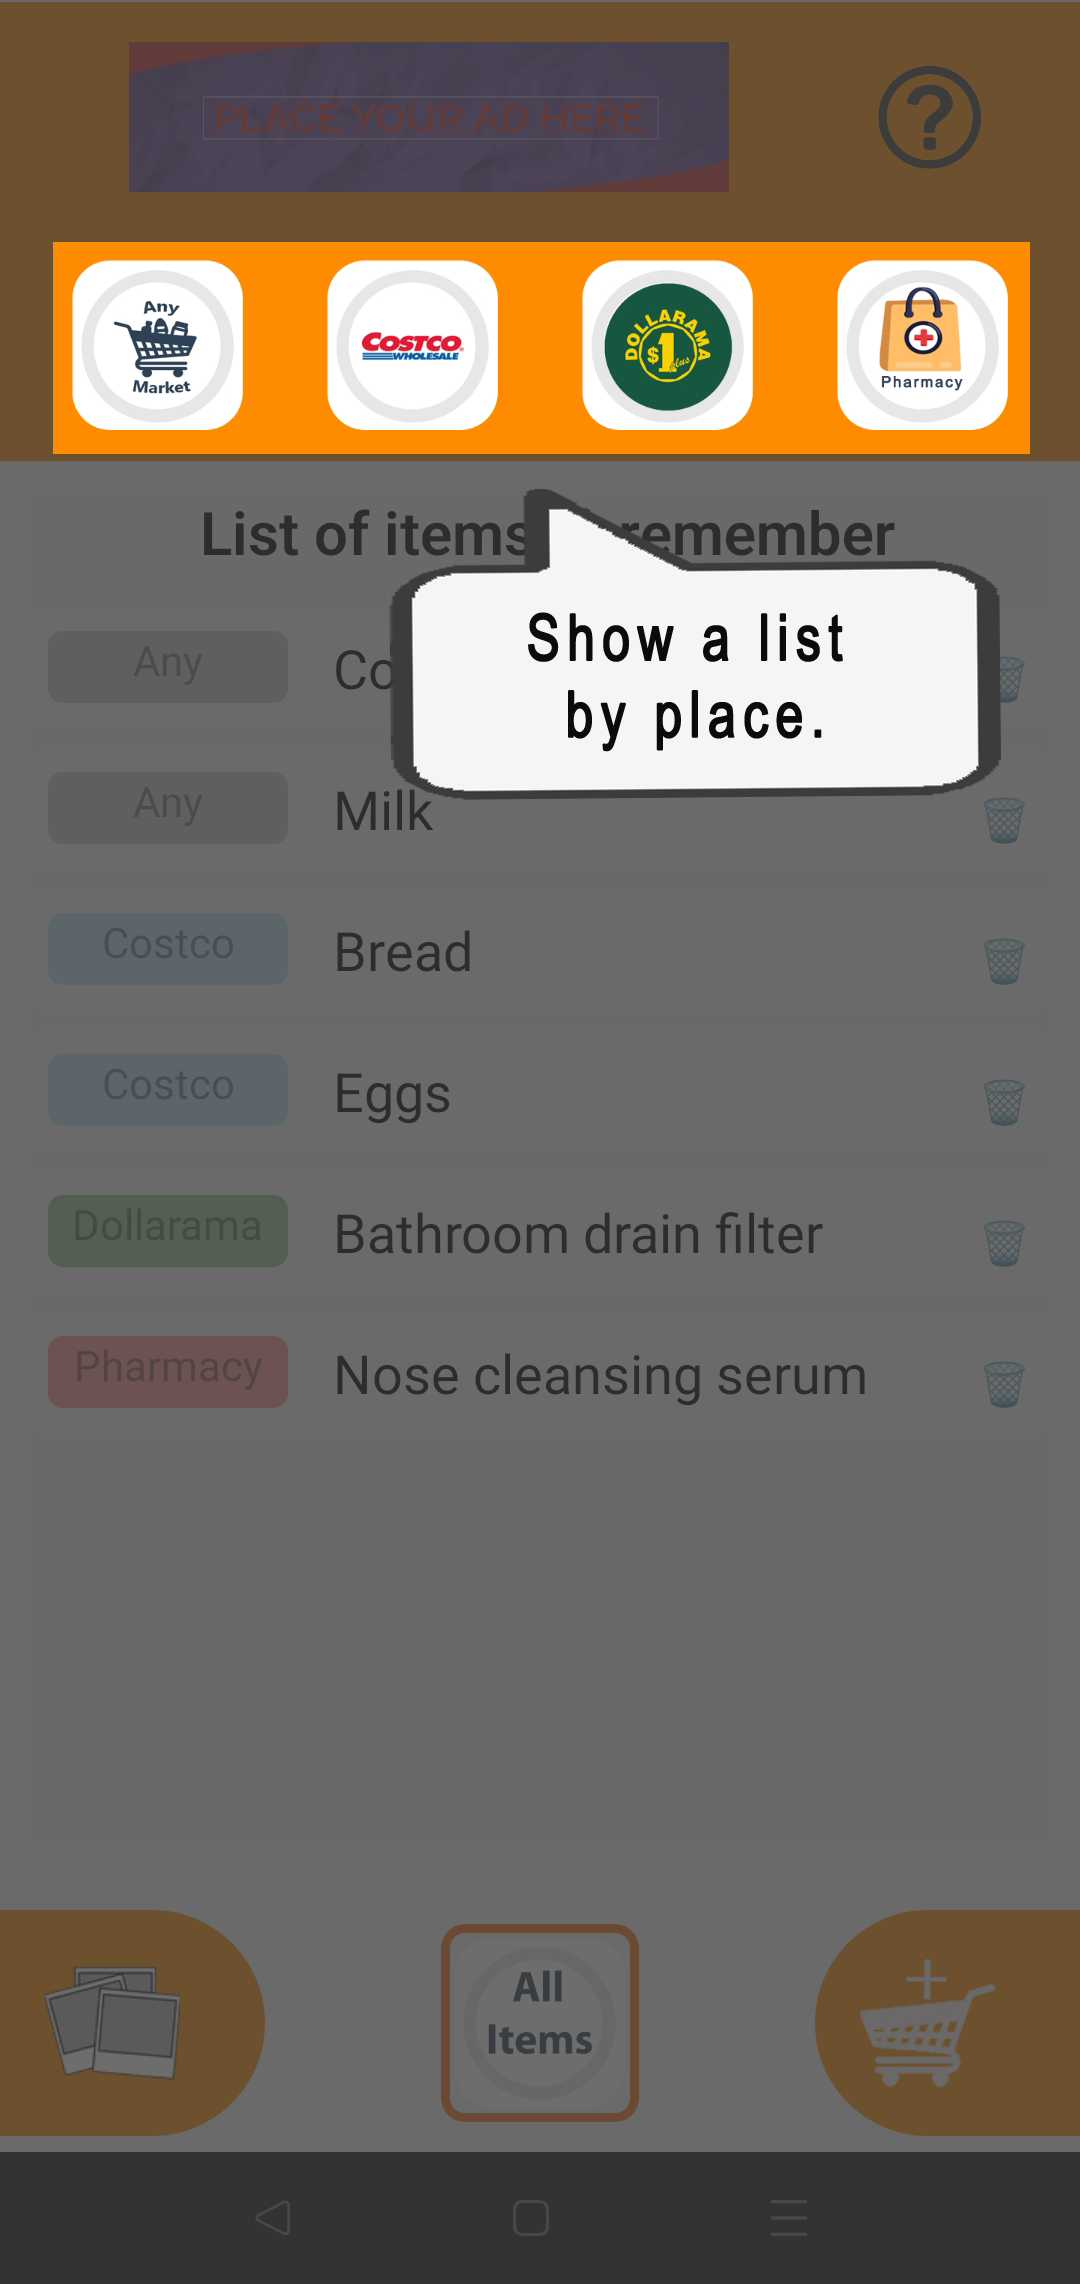 PLACE YOUR AD HERE
?
Any
Market
COSTCO
WHOLESALE
DOLLARAMA
$1 plus
Pharmacy
List of items remember
Show a list
by place.
Any Co
Any Milk
Costco Bread
Costco Eggs
Dollarama Bathroom drain filter
Pharmacy Nose cleansing serum
All
Items